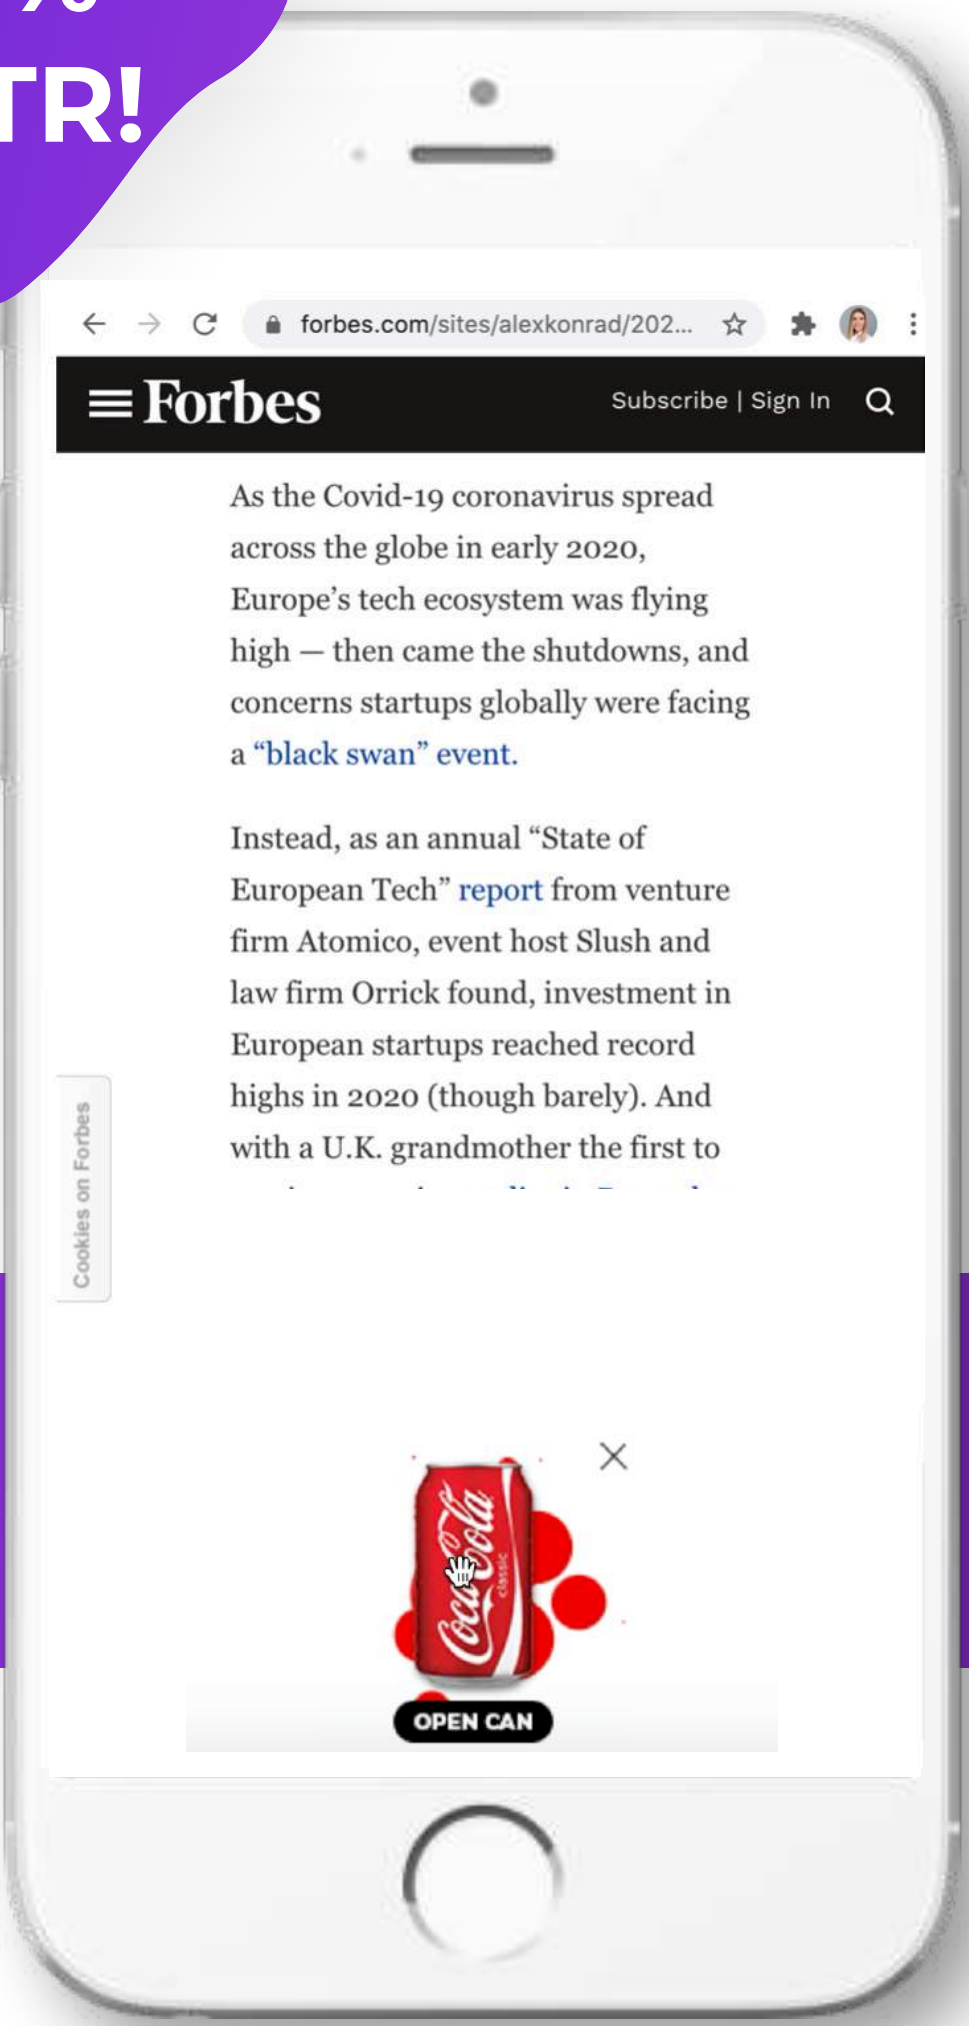 %
TR!
forbes.com/sites/alexkonrad/202...
Forbes
Subscribe | Sign In
As the Covid-19 coronavirus spread
across the globe in early 2020,
Europe's tech ecosystem was flying
high — then came the shutdowns, and
concerns startups globally were facing
a “black swan” event.
Instead, as an annual “State of
European Tech” report from venture
firm Atomico, event host Slush and
law firm Orrick found, investment in
European startups reached record
highs in 2020 (though barely). And
with a U.K. grandmother the first to
Cookies on Forbes
Coca-Cola
classic
OPEN CAN